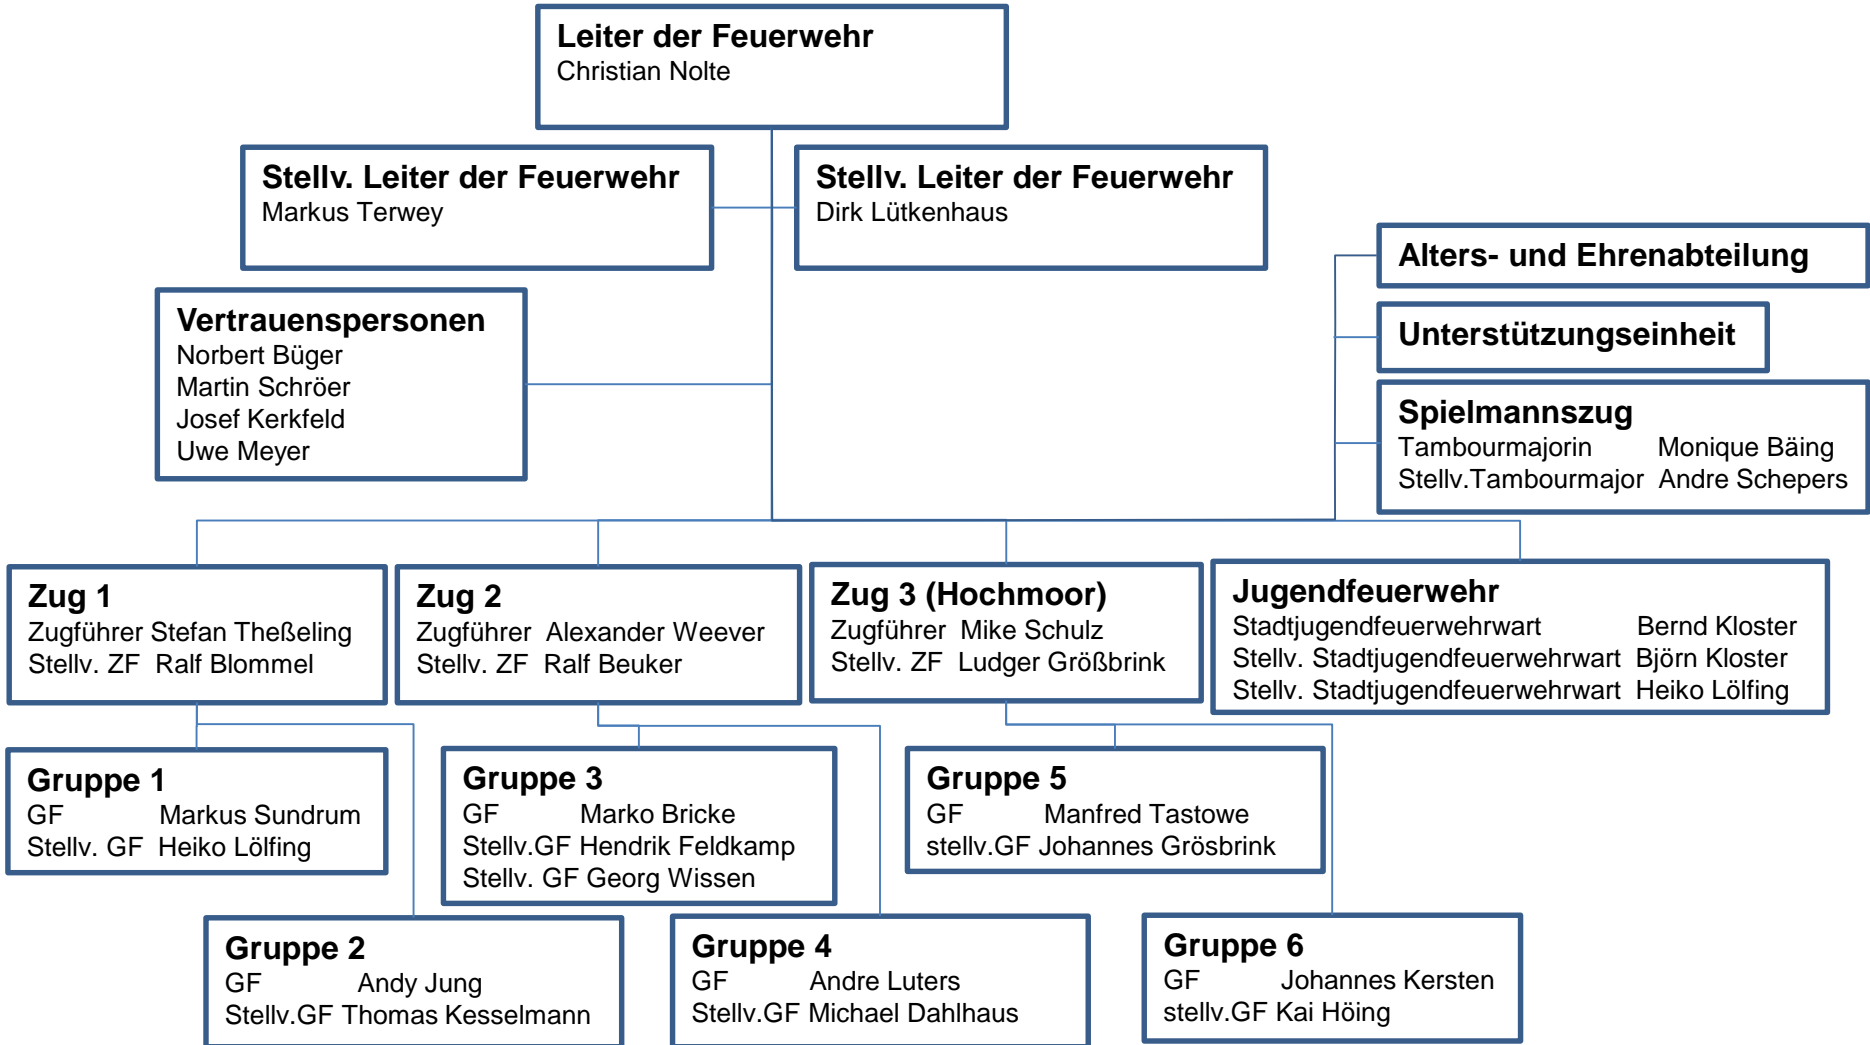 Leiter der Feuerwehr
Christian Nolte
Stellv. Leiter der Feuerwehr
Markus Terwey
Stellv. Leiter der Feuerwehr
Dirk Lütkenhaus
Alters- und Ehrenabteilung
Unterstützungseinheit
Spielmannszug
Tambourmajorin Monique Bäing
Stellv.Tambourmajor Andre Schepers
Vertrauenspersonen
Norbert Büger
Martin Schröer
Josef Kerkfeld
Uwe Meyer
Zug 1
Zugführer Stefan Theßeling
Stellv. ZF Ralf Blommel
Zug 2
Zugführer Alexander Weever
Stellv. ZF Ralf Beuker
Zug 3 (Hochmoor)
Zugführer Mike Schulz
Stellv. ZF Ludger Größbrink
Jugendfeuerwehr
Stadtjugendfeuerwehrwart Bernd Kloster
Stellv. Stadtjugendfeuerwehrwart Björn Kloster
Stellv. Stadtjugendfeuerwehrwart Heiko Lölfing
Gruppe 1
GF Markus Sundrum
Stellv. GF Heiko Lölfing
Gruppe 3
GF Marko Bricke
Stellv.GF Hendrik Feldkamp
Stellv. GF Georg Wissen
Gruppe 5
GF Manfred Tastowe
stellv.GF Johannes Grösbrink
Gruppe 2
GF Andy Jung
Stellv.GF Thomas Kesselmann
Gruppe 4
GF Andre Luters
Stellv.GF Michael Dahlhaus
Gruppe 6
GF Johannes Kersten
stellv.GF Kai Höing